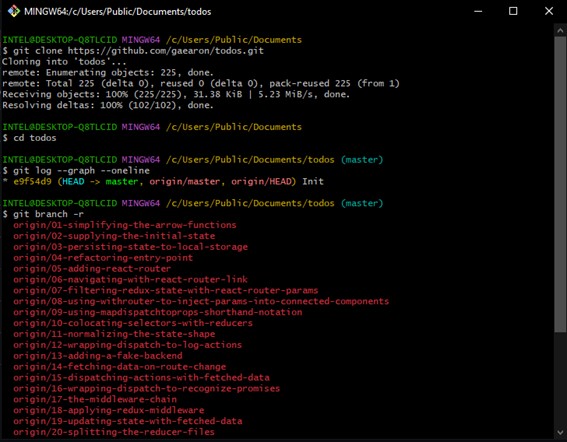 MINGW64:/c/Users/Public/Documents/todos
INTEL@DESKTOP-Q8TLCID MINGW64 /c/Users/Public/Documents
$ git clone https://github.com/gaearon/todos.git
Cloning into 'todos'...
remote: Enumerating objects: 225, done.
remote: Total 225 (delta 0), reused 0 (delta 0), pack-reused 225 (from 1)
Receiving objects: 100% (225/225), 31.38 KiB | 5.23 MiB/s, done.
Resolving deltas: 100% (102/102), done.
INTEL@DESKTOP-Q8TLCID MINGW64 /c/Users/Public/Documents
$ cd todos
INTEL@DESKTOP-Q8TLCID MINGW64 /c/Users/Public/Documents/todos (master)
$ git log --graph --oneline
* e9f54d9 (HEAD -> master, origin/master, origin/HEAD) Init
INTEL@DESKTOP-Q8TLCID MINGW64 /c/Users/Public/Documents/todos (master)
$ git branch -r
origin/01-simplifying-the-arrow-functions
origin/02-supplying-the-initial-state
origin/03-persisting-state-to-local-storage
origin/04-refactoring-entry-point
origin/05-adding-react-router
origin/06-navigating-with-react-router-link
origin/07-filtering-redux-state-with-react-router-params
origin/08-using-withrouter-to-inject-params-into-connected-components
origin/09-using-mapdispatchtoprops-shorthand-notation
origin/10-colocating-selectors-with-reducers
origin/11-normalizing-the-state-shape
origin/12-wrapping-dispatch-to-log-actions
origin/13-adding-a-fake-backend
origin/14-fetching-data-on-route-change
origin/15-dispatching-actions-with-fetched-data
origin/16-wrapping-dispatch-to-recognize-promises
origin/17-the-middleware-chain
origin/18-applying-redux-middleware
origin/19-updating-state-with-fetched-data
origin/20-splitting-the-reducer-files